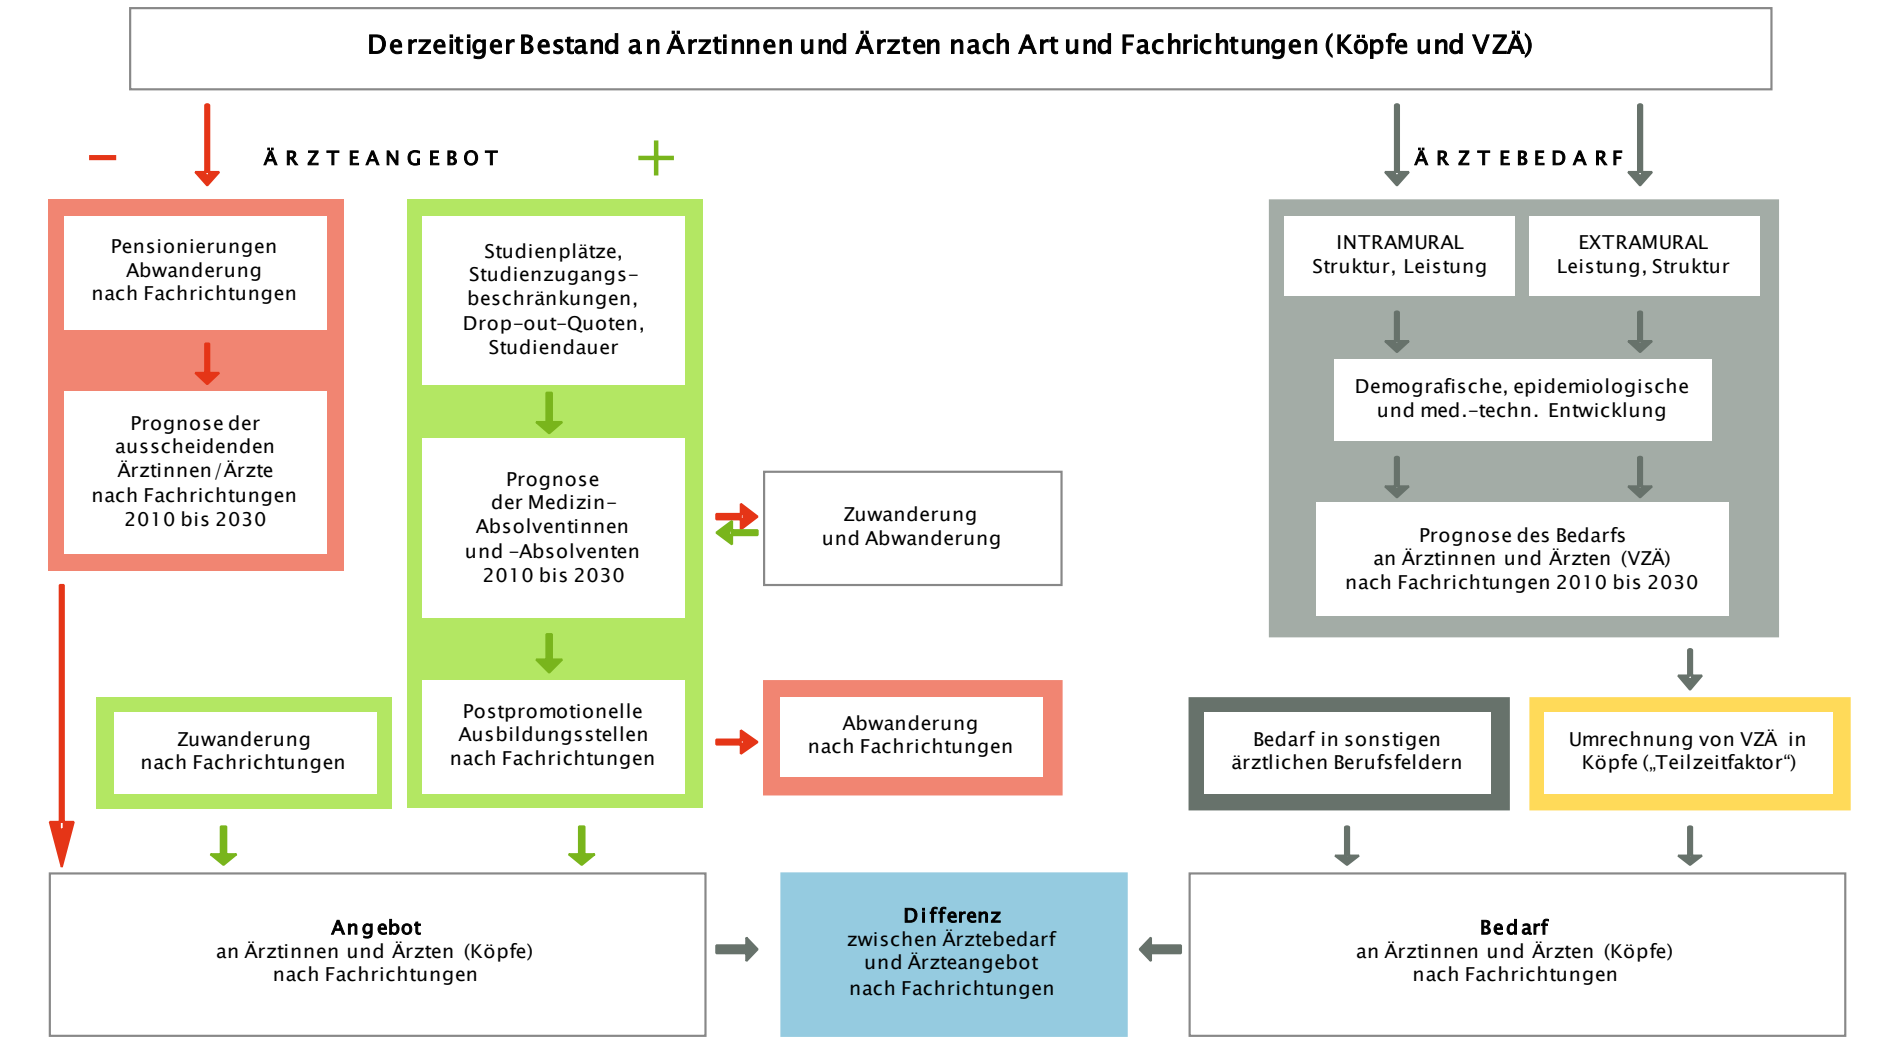 Derzeitiger Bestand an Ärztinnen und Ärzten nach Art und Fachrichtungen (Köpfe und VZÄ)
−
ÄRZTEANGEBOT
+
ÄRZTEBEDARF
Pensionierungen
Abwanderung
nach Fachrichtungen
Prognose der
ausscheidenden
Ärztinnen/Ärzte
nach Fachrichtungen
2010 bis 2030
Studienplätze,
Studienzugangs-
beschränkungen,
Drop-out-Quoten,
Studiendauer
Prognose
der Medizin-
Absolventinnen
und -Absolventen
2010 bis 2030
Zuwanderung
und Abwanderung
Zuwanderung
nach Fachrichtungen
Postpromotionelle
Ausbildungsstellen
nach Fachrichtungen
Abwanderung
nach Fachrichtungen
INTRAMURAL
Struktur, Leistung
EXTRAMURAL
Leistung, Struktur
Demografische, epidemiologische
und med.-techn. Entwicklung
Prognose des Bedarfs
an Ärztinnen und Ärzten (VZÄ)
nach Fachrichtungen 2010 bis 2030
Bedarf in sonstigen
ärztlichen Berufsfeldern
Umrechnung von VZÄ in
Köpfe („Teilzeitfaktor“)
Angebot
an Ärztinnen und Ärzten (Köpfe)
nach Fachrichtungen
Differenz
zwischen Ärztebedarf
und Ärzteangebot
nach Fachrichtungen
Bedarf
an Ärztinnen und Ärzten (Köpfe)
nach Fachrichtungen